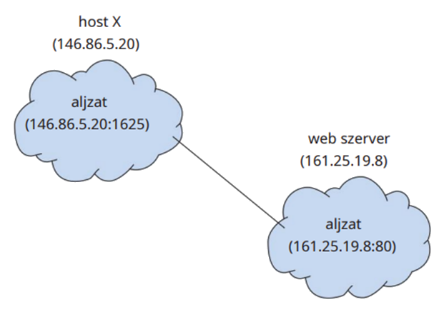 host X
(146.86.5.20)
aljzat
(146.86.5.20:1625)
web szerver
(161.25.19.8)
aljzat
(161.25.19.8:80)